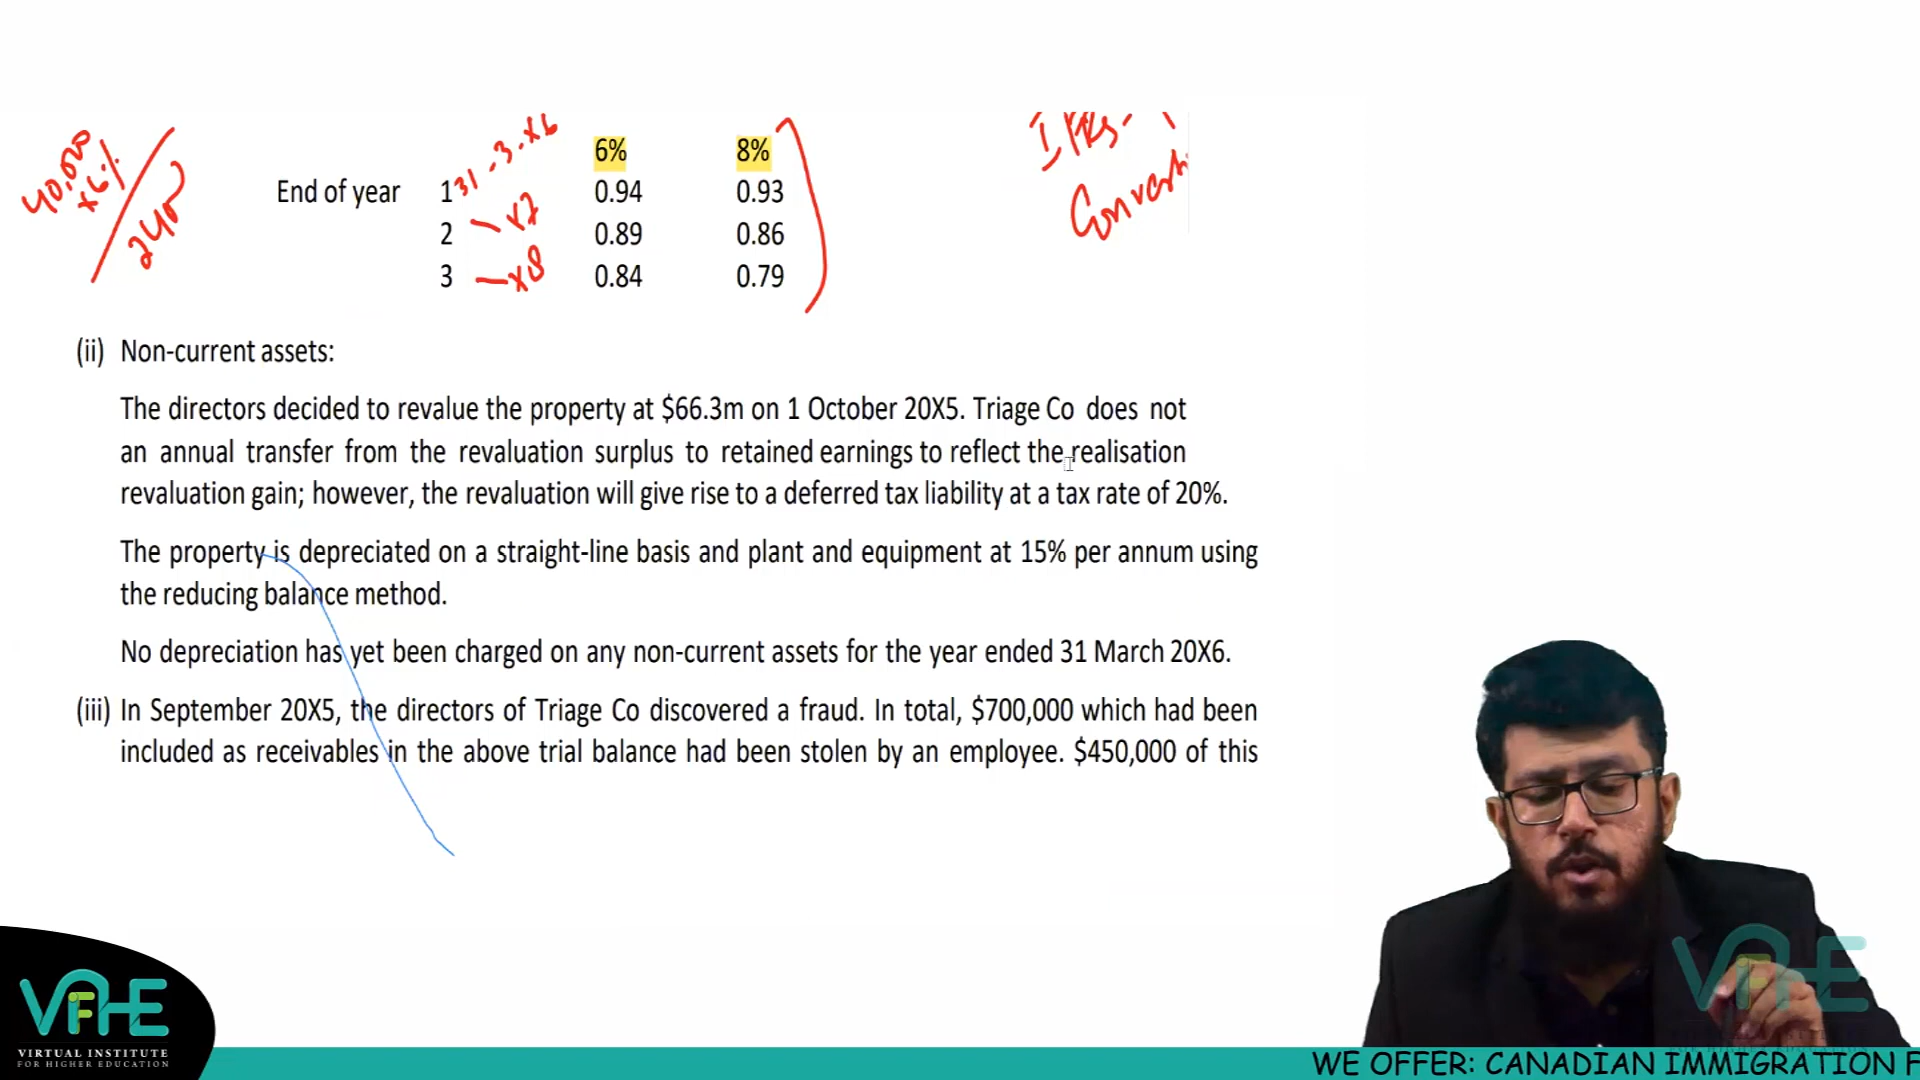 40,000
x6%
2400
31-3-X6
X7
X8
IFRS-
6% 8%
End of year 1 0.94 0.93
2 0.89 0.86
3 0.84 0.79
(ii) Non-current assets:
The directors decided to revalue the property at $66.3m on 1 October 20X5. Triage Co does not
an annual transfer from the revaluation surplus to retained earnings to reflect the realisation
revaluation gain; however, the revaluation will give rise to a deferred tax liability at a tax rate of 20%.
The property is depreciated on a straight-line basis and plant and equipment at 15% per annum using
the reducing balance method.
No depreciation has yet been charged on any non-current assets for the year ended 31 March 20X6.
(iii) In September 20X5, the directors of Triage Co discovered a fraud. In total, $700,000 which had been
included as receivables in the above trial balance had been stolen by an employee. $450,000 of this
VIFHE
VIRTUAL INSTITUTE
FOR HIGHER EDUCATION
VIFHE
WE OFFER: CANADIAN IMMIGRATION F